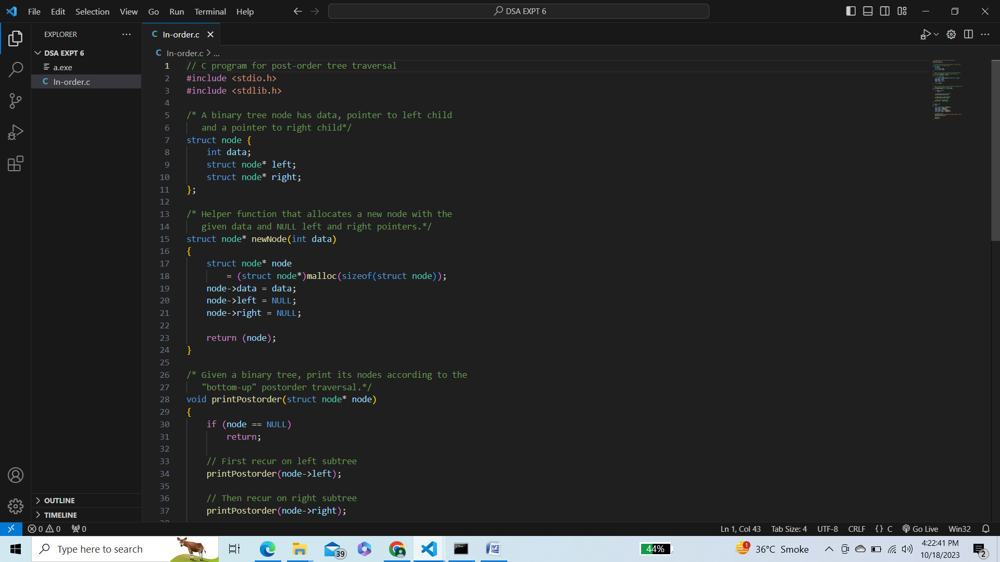 File Edit Selection View Go Run Terminal Help
DSA EXPT 6
EXPLORER
DSA EXPT 6
a.exe
C In-order.c
OUTLINE
TIMELINE
C In-order.c
C In-order.c > ...
1 // C program for post-order tree traversal
2 #include <stdio.h>
3 #include <stdlib.h>
4
5 /* A binary tree node has data, pointer to left child
6 and a pointer to right child*/
7 struct node {
8 int data;
9 struct node* left;
10 struct node* right;
11 };
12
13 /* Helper function that allocates a new node with the
14 given data and NULL left and right pointers.*/
15 struct node* newNode(int data)
16 {
17 struct node* node
18 = (struct node*)malloc(sizeof(struct node));
19 node->data = data;
20 node->left = NULL;
21 node->right = NULL;
22
23 return (node);
24 }
25
26 /* Given a binary tree, print its nodes according to the
27 "bottom-up" postorder traversal.*/
28 void printPostorder(struct node* node)
29 {
30 if (node == NULL)
31 return;
32
33 // First recur on left subtree
34 printPostorder(node->left);
35
36 // Then recur on right subtree
37 printPostorder(node->right);
0 0 0
Ln 1, Col 43 Tab Size: 4 UTF-8 CRLF {} C Go Live Win32
Type here to search
39
44%
1 36°C Smoke
4:22:41 PM
10/18/2023
2